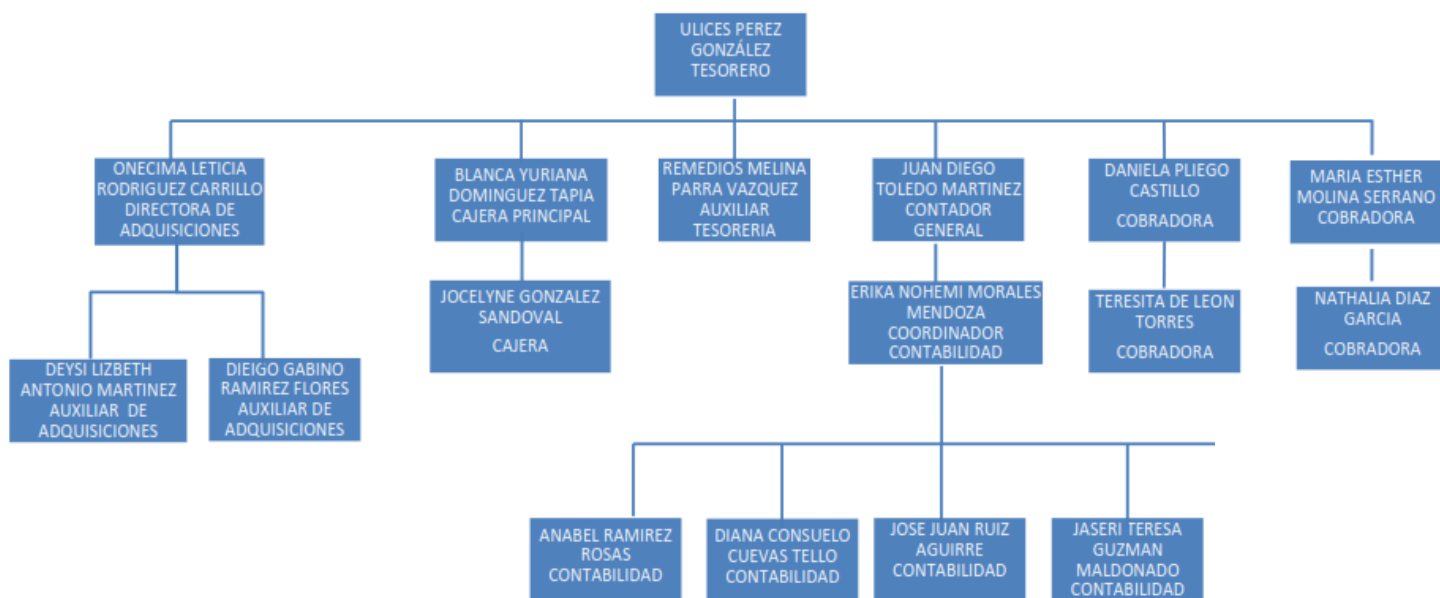 ULICES PEREZ
GONZÁLEZ
TESORERO
ONECIMA LETICIA
RODRIGUEZ CARRILLO
DIRECTORA DE
ADQUISICIONES
BLANCA YURIANA
DOMINGUEZ TAPIA
CAJERA PRINCIPAL
REMEDIOS MELINA
PARRA VAZQUEZ
AUXILIAR
TESORERIA
JUAN DIEGO
TOLEDO MARTINEZ
CONTADOR
GENERAL
DANIELA PLIEGO
CASTILLO
COBRADORA
MARIA ESTHER
MOLINA SERRANO
COBRADORA
JOCELYNE GONZALEZ
SANDOVAL
CAJERA
ERIKA NOHEMI MORALES
MENDOZA
COORDINADOR
CONTABILIDAD
TERESITA DE LEON
TORRES
COBRADORA
NATHALIA DIAZ
GARCIA
COBRADORA
DEYSI LIZBETH
ANTONIO MARTINEZ
AUXILIAR DE
ADQUISICIONES
DIEIGO GABINO
RAMIREZ FLORES
AUXILIAR DE
ADQUISICIONES
ANABEL RAMIREZ
ROSAS
CONTABILIDAD
DIANA CONSUELO
CUEVAS TELLO
CONTABILIDAD
JOSE JUAN RUIZ
AGUIRRE
CONTABILIDAD
JASERI TERESA
GUZMAN
MALDONADO
CONTABILIDAD